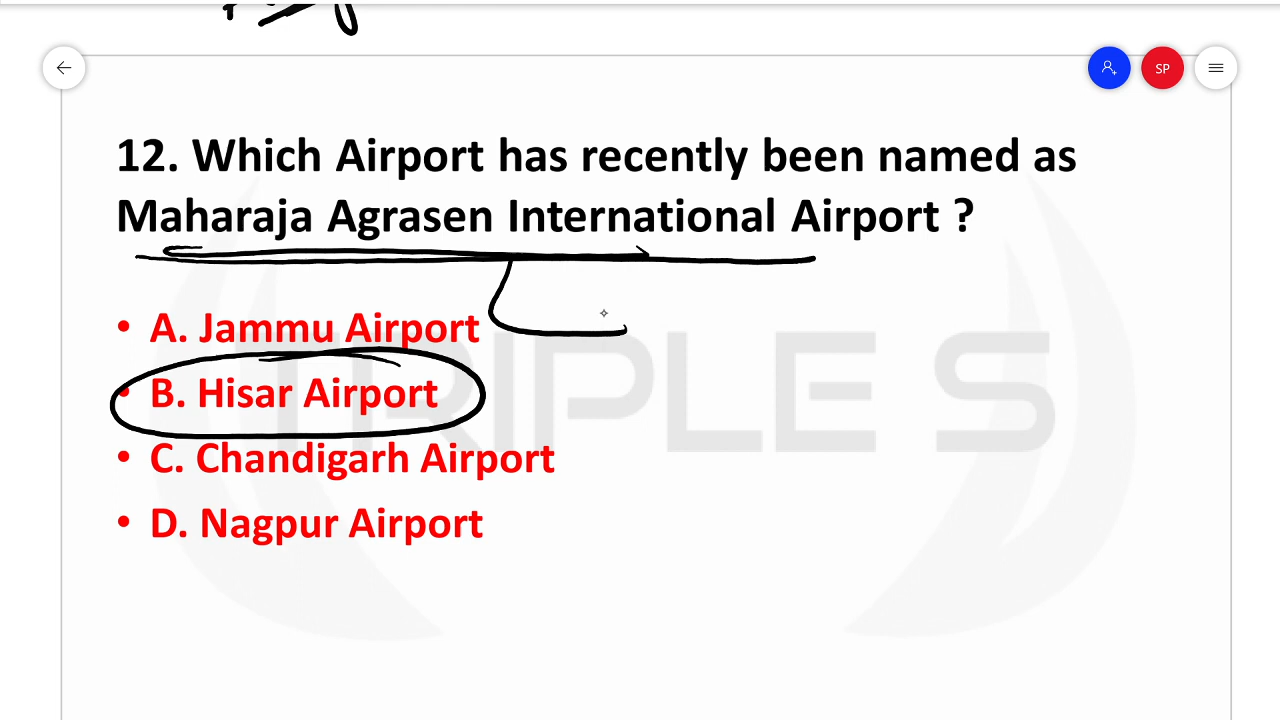 SP
12. Which Airport has recently been named as
Maharaja Agrasen International Airport ?
• A. Jammu Airport
• B. Hisar Airport
• C. Chandigarh Airport
• D. Nagpur Airport
TRIPLE S